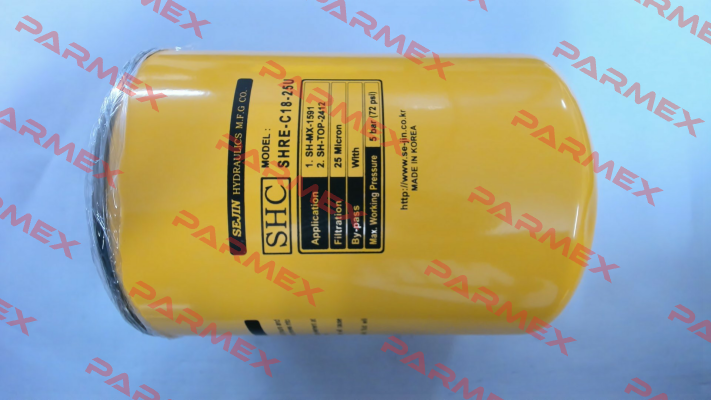 SEJIN HYDRAULICS M.F.G CO.
SHC
MODEL :
SHRE-C18-25U
Application 1. SH-MX-1591
2. SH-TOP-2412
Filtration 25 Micron
By-pass With
Max. Working Pressure 5 bar (72 psi)
http://www.se-jin.co.kr
MADE IN KOREA
PARMEX
PARMEX
PARMEX
PARMEX
PARMEX
PARMEX
PARMEX
PARMEX
PARMEX
PARMEX